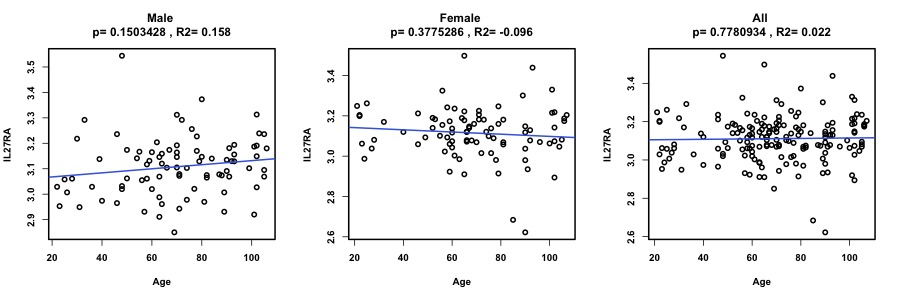 Male
p= 0.1503428 , R2= 0.158
IL27RA
3.5
3.4
3.3
3.2
3.1
3.0
2.9
20 40 60 80 100
Age
Female
p= 0.3775286 , R2= -0.096
IL27RA
3.4
3.2
3.0
2.8
2.6
20 40 60 80 100
Age
All
p= 0.7780934 , R2= 0.022
IL27RA
3.4
3.2
3.0
2.8
2.6
20 40 60 80 100
Age